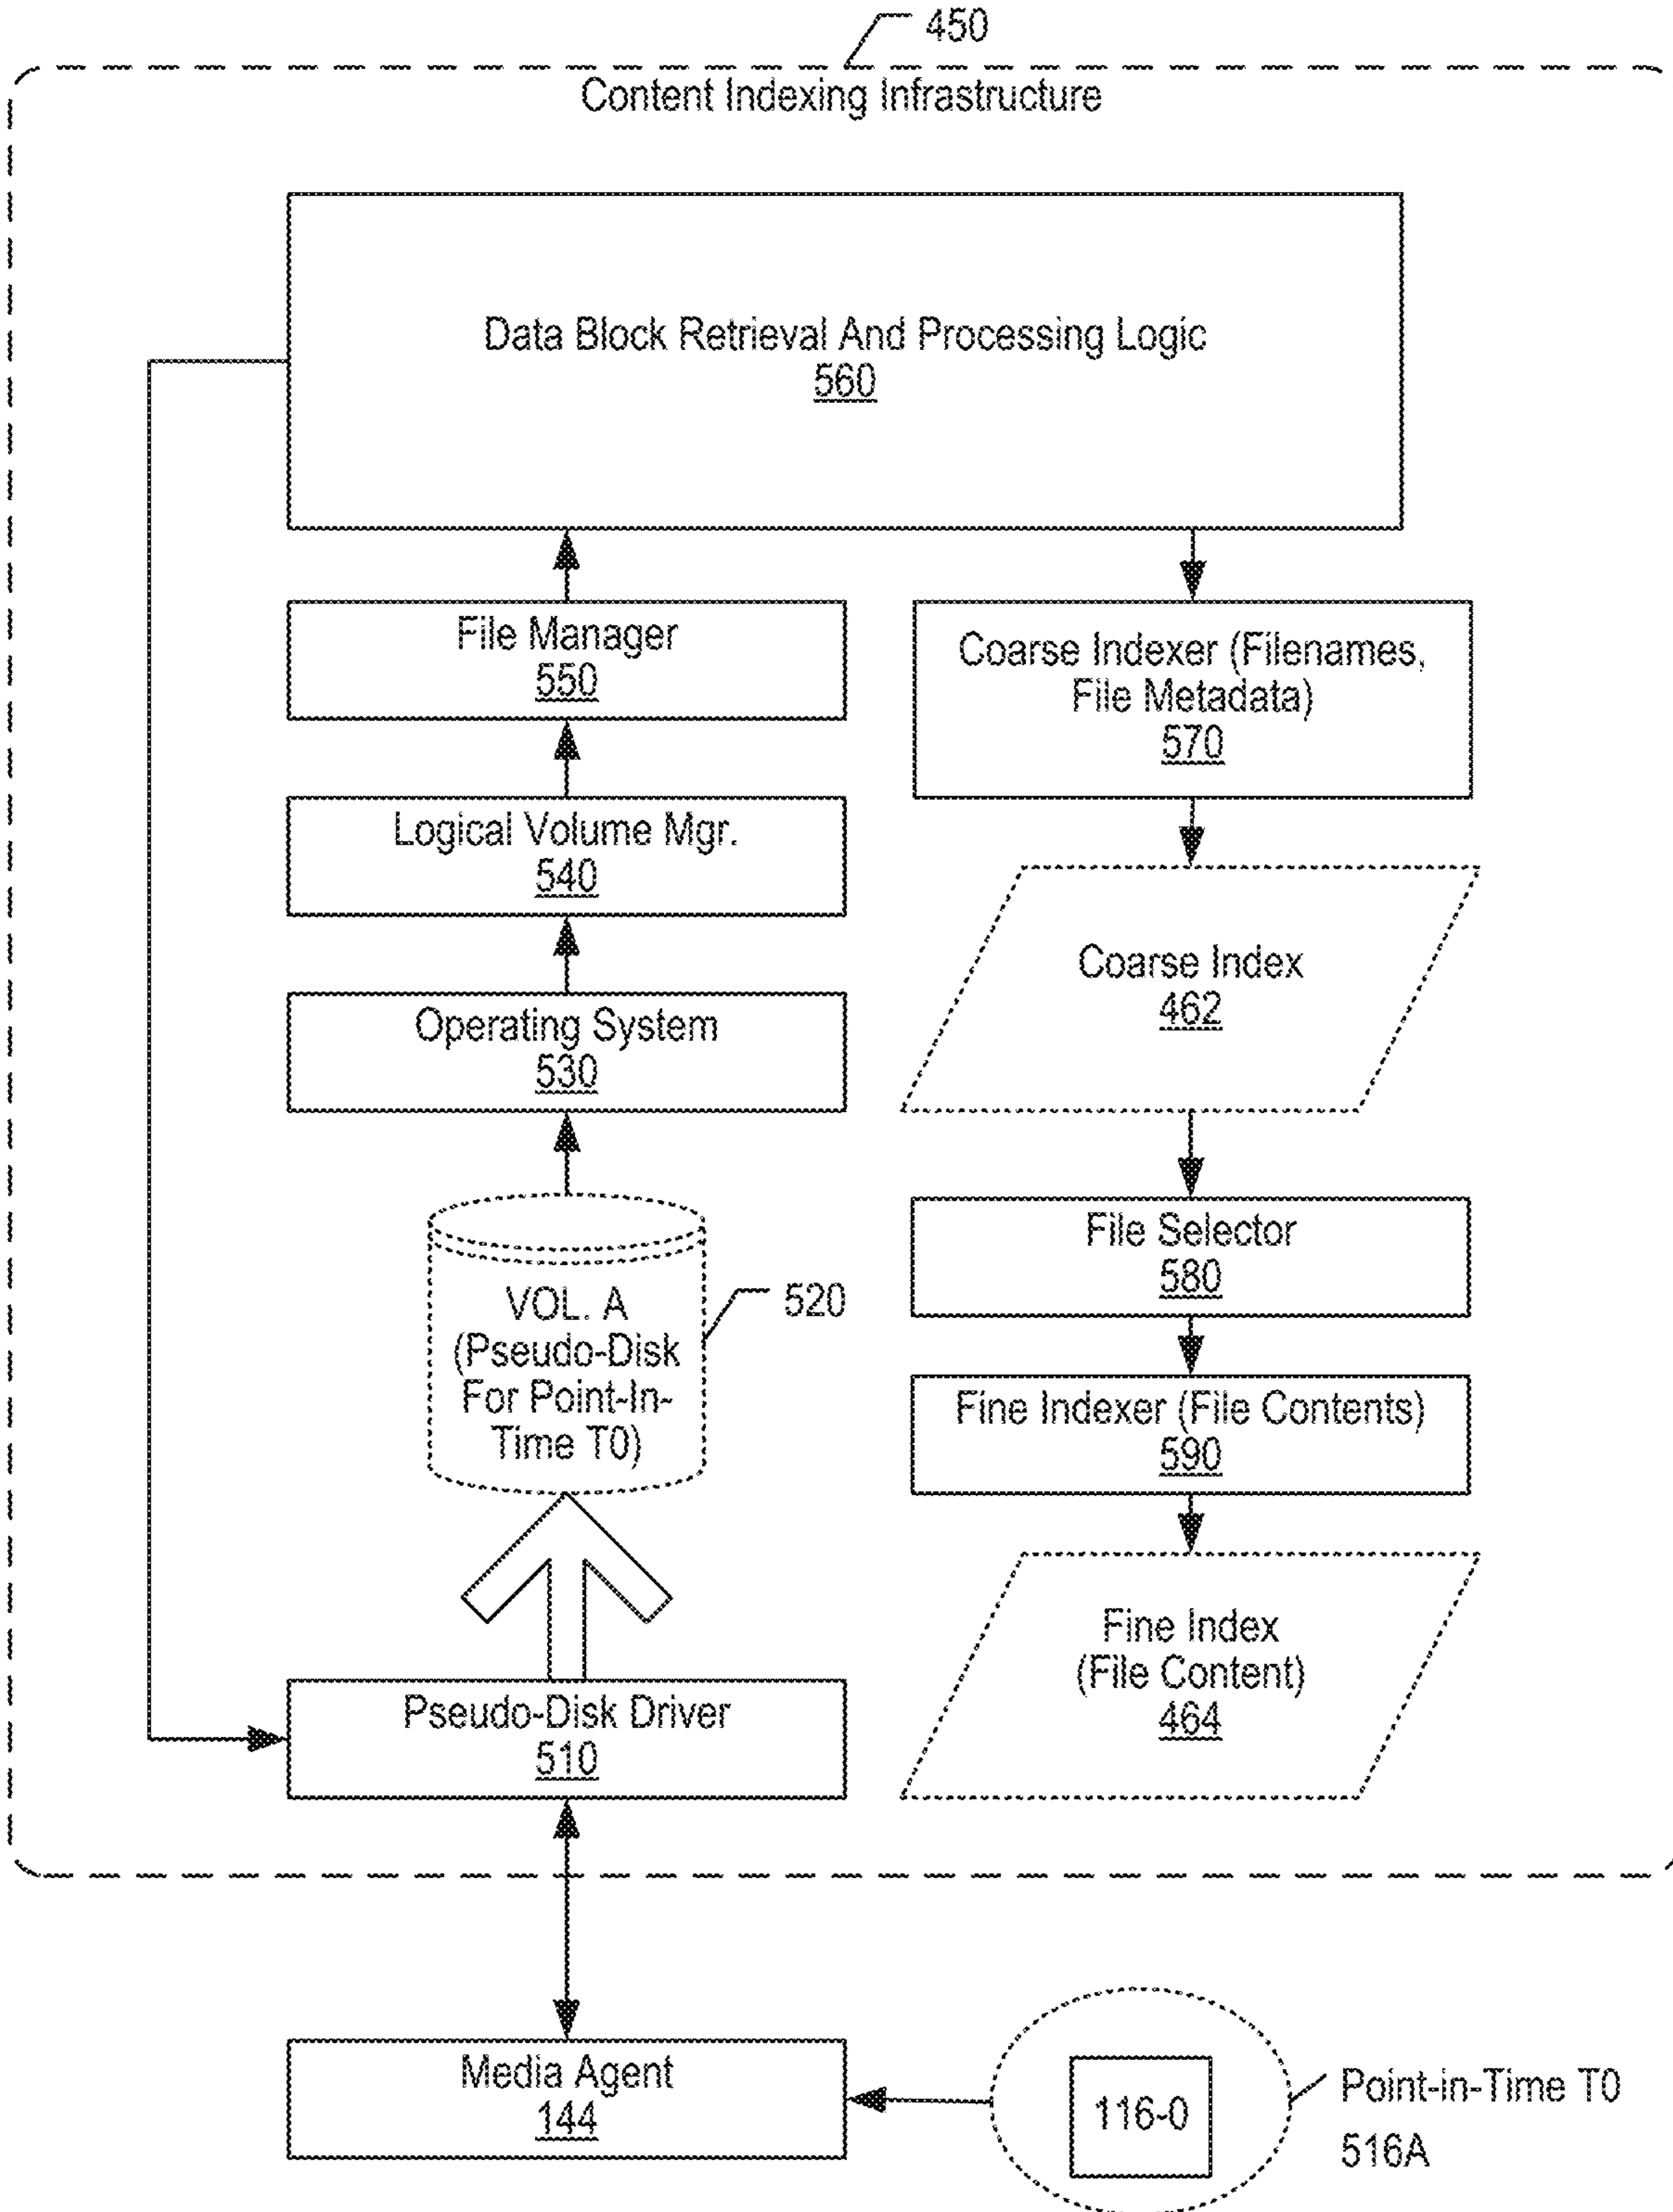 450
Content Indexing Infrastructure
Data Block Retrieval And Processing Logic
560
File Manager
550
Coarse Indexer (Filenames,
File Metadata)
570
Logical Volume Mgr.
540
Coarse Index
462
Operating System
530
File Selector
580
VOL. A
(Pseudo-Disk
For Point-In-
Time T0)
520
Fine Indexer (File Contents)
590
Fine Index
(File Content)
464
Pseudo-Disk Driver
510
Media Agent
144
116-0
Point-in-Time T0
516A